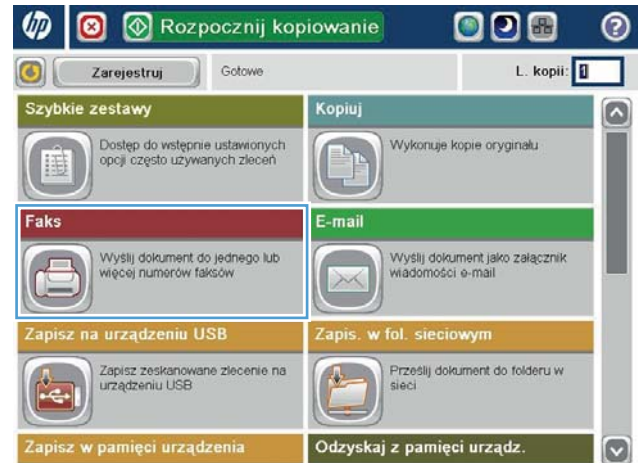 hp
Rozpocznij kopiowanie
?
Zarejestruj
Gotowe
L. kopii: 1
Szybkie zestawy
Dostęp do wstępnie ustawionych
opcji często używanych zleceń
Kopiuj
Wykonuje kopie oryginału
Faks
Wyślij dokument do jednego lub
więcej numerów faksów
E-mail
Wyślij dokument jako załącznik
wiadomości e-mail
Zapisz na urządzeniu USB
Zapisz zeskanowane zlecenie na
urządzeniu USB
Zapis. w fol. sieciowym
Prześlij dokument do folderu w
sieci
Zapisz w pamięci urządzenia
Odzyskaj z pamięci urządz.